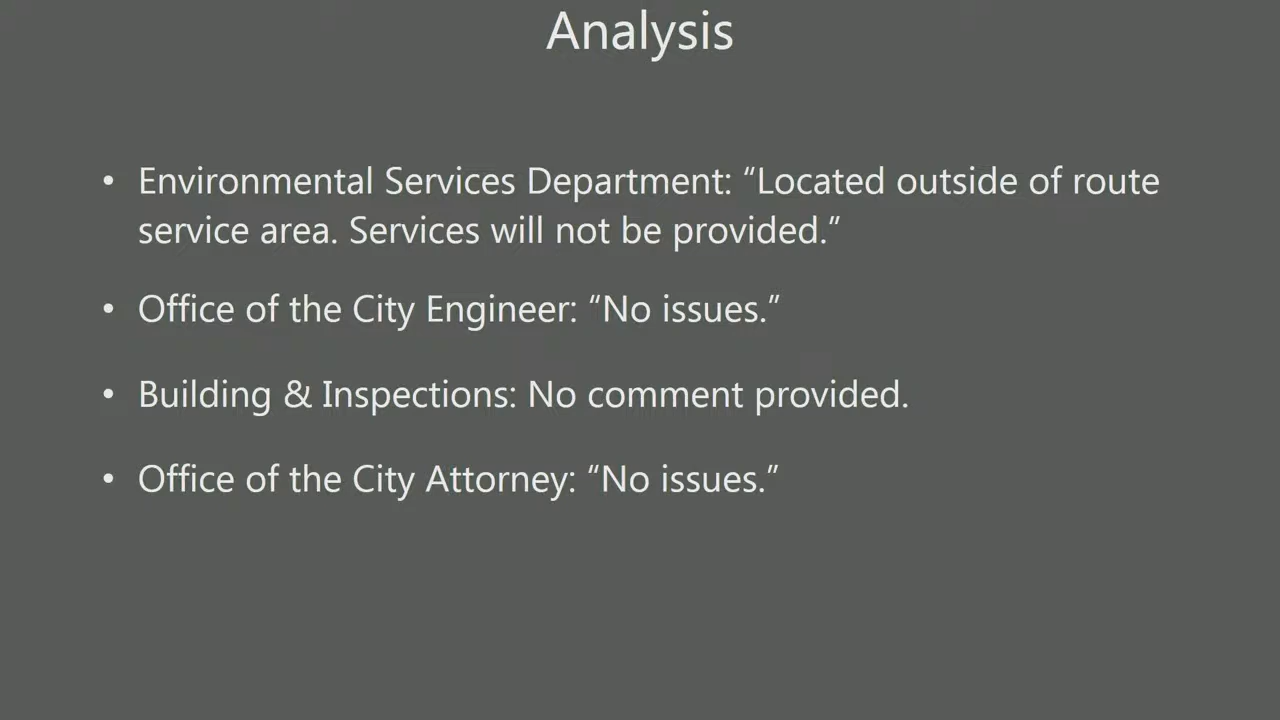 Analysis
• Environmental Services Department: “Located outside of route
service area. Services will not be provided.”
• Office of the City Engineer: “No issues.”
• Building & Inspections: No comment provided.
• Office of the City Attorney: “No issues.”